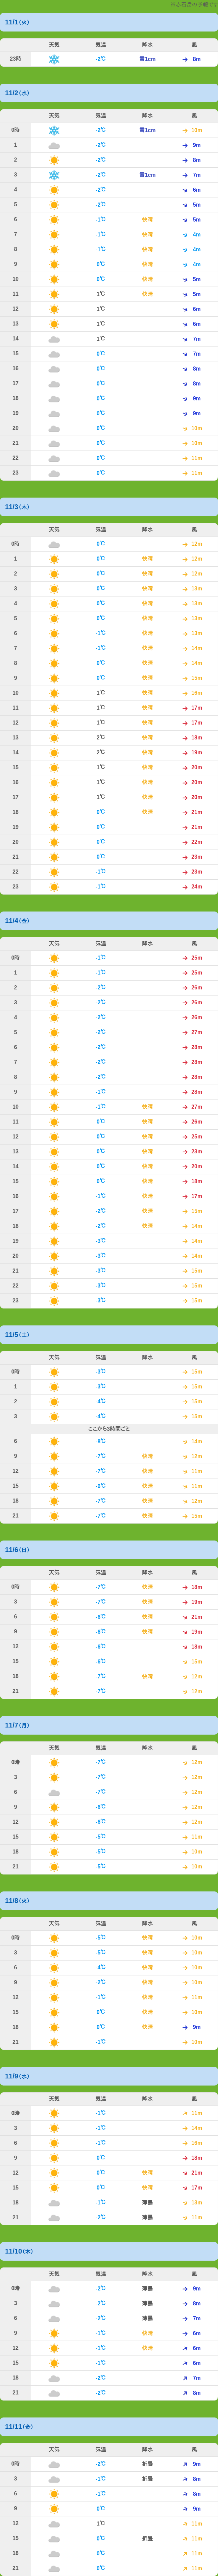 11/1(火)
天気 気温 降水 風
23時 -2℃ 雪1cm 8m
11/2(水)
天気 気温 降水 風
0時 -2℃ 雪1cm 10m
1 -2℃ 9m
2 -2℃ 8m
3 -2℃ 雪1cm 7m
4 -2℃ 6m
5 -2℃ 5m
6 -1℃ 快晴 5m
7 -1℃ 快晴 4m
8 -1℃ 快晴 4m
9 0℃ 快晴 4m
10 0℃ 快晴 5m
11 1℃ 快晴 5m
12 1℃ 6m
13 1℃ 6m
14 1℃ 7m
15 0℃ 7m
16 0℃ 8m
17 0℃ 8m
18 0℃ 9m
19 0℃ 9m
20 0℃ 10m
21 0℃ 10m
22 0℃ 11m
23 0℃ 11m
11/3(木)
天気 気温 降水 風
0時 0℃ 12m
1 0℃ 快晴 12m
2 0℃ 快晴 12m
3 0℃ 快晴 13m
4 0℃ 快晴 13m
5 0℃ 快晴 13m
6 -1℃ 快晴 13m
7 -1℃ 快晴 14m
8 0℃ 快晴 14m
9 0℃ 快晴 15m
10 1℃ 快晴 16m
11 1℃ 快晴 17m
12 1℃ 快晴 17m
13 2℃ 快晴 18m
14 2℃ 快晴 19m
15 1℃ 快晴 20m
16 1℃ 快晴 20m
17 1℃ 快晴 20m
18 0℃ 快晴 21m
19 0℃ 21m
20 0℃ 22m
21 0℃ 23m
22 -1℃ 23m
23 -1℃ 24m
11/4(金)
天気 気温 降水 風
0時 -1℃ 25m
1 -1℃ 25m
2 -2℃ 26m
3 -2℃ 26m
4 -2℃ 26m
5 -2℃ 27m
6 -2℃ 28m
7 -2℃ 28m
8 -2℃ 28m
9 -1℃ 28m
10 -1℃ 快晴 27m
11 0℃ 快晴 26m
12 0℃ 快晴 25m
13 0℃ 快晴 23m
14 0℃ 快晴 20m
15 0℃ 快晴 18m
16 -1℃ 快晴 17m
17 -2℃ 快晴 15m
18 -2℃ 快晴 14m
19 -3℃ 14m
20 -3℃ 14m
21 -3℃ 15m
22 -3℃ 15m
23 -3℃ 15m
11/5(土)
天気 気温 降水 風
0時 -3℃ 15m
1 -3℃ 15m
2 -4℃ 15m
3 -4℃ 15m
ここから3時間ごと
6 -6℃ 14m
9 -7℃ 快晴 12m
12 -7℃ 快晴 11m
15 -6℃ 快晴 11m
18 -7℃ 快晴 12m
21 -7℃ 快晴 15m
11/6(日)
天気 気温 降水 風
0時 -7℃ 快晴 18m
3 -7℃ 快晴 19m
6 -6℃ 快晴 21m
9 -6℃ 快晴 19m
12 -6℃ 18m
15 -6℃ 15m
18 -7℃ 快晴 12m
21 -7℃ 12m
11/7(月)
天気 気温 降水 風
0時 -7℃ 12m
3 -7℃ 12m
6 -7℃ 12m
9 -6℃ 12m
12 -6℃ 12m
15 -5℃ 11m
18 -5℃ 10m
21 -5℃ 10m
11/8(火)
天気 気温 降水 風
0時 -5℃ 快晴 10m
3 -5℃ 快晴 10m
6 -4℃ 快晴 10m
9 -2℃ 快晴 10m
12 -1℃ 快晴 11m
15 0℃ 快晴 10m
18 0℃ 快晴 9m
21 -1℃ 10m
11/9(水)
天気 気温 降水 風
0時 -1℃ 11m
3 -1℃ 14m
6 -1℃ 16m
9 0℃ 18m
12 0℃ 快晴 21m
15 0℃ 快晴 17m
18 -1℃ 薄曇 13m
21 -2℃ 薄曇 11m
11/10(木)
天気 気温 降水 風
0時 -2℃ 薄曇 9m
3 -2℃ 薄曇 8m
6 -2℃ 薄曇 7m
9 -1℃ 快晴 6m
12 -1℃ 快晴 6m
15 -1℃ 6m
18 -2℃ 7m
21 -2℃ 8m
11/11(金)
天気 気温 降水 風
0時 -2℃ 9m
3 -1℃ 8m
6 -1℃ 8m
9 0℃ 9m
12 1℃ 11m
15 0℃ 11m
18 0℃ 11m
21 0℃ 11m